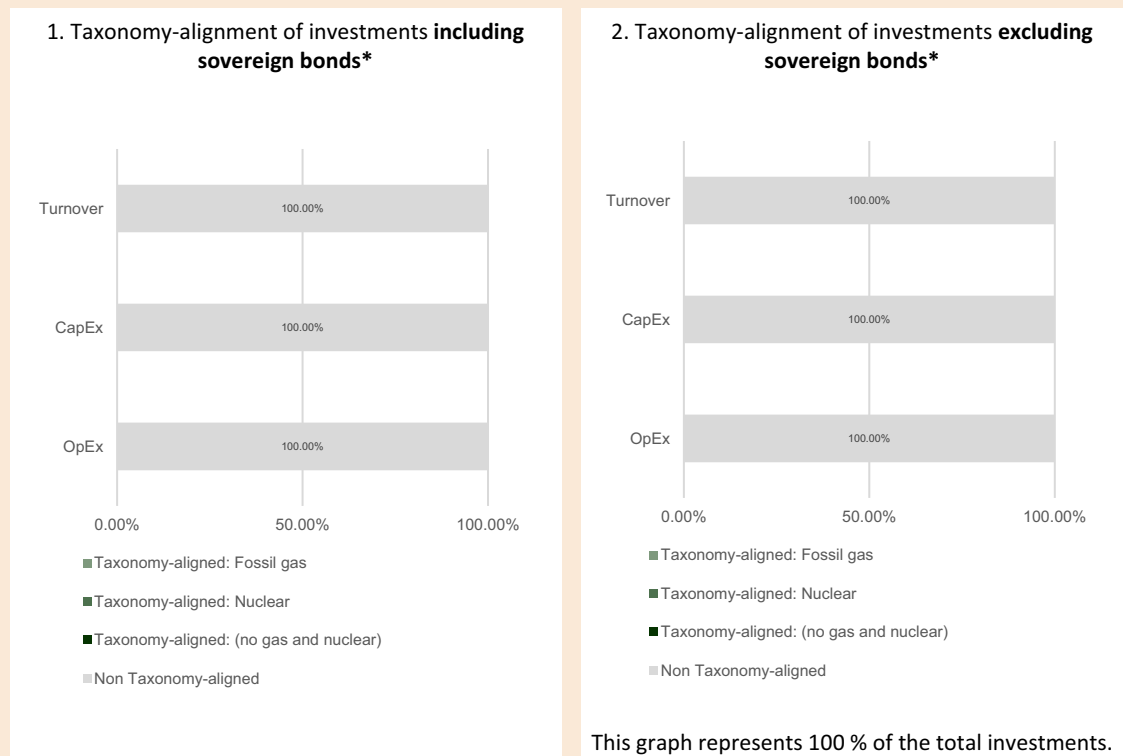 1. Taxonomy-alignment of investments including
sovereign bonds*
Turnover
100.00%
CapEx
100.00%
OpEx
100.00%
0.00%
50.00%
100.00%
Taxonomy-aligned: Fossil gas
Taxonomy-aligned: Nuclear
Taxonomy-aligned: (no gas and nuclear)
Non Taxonomy-aligned
2. Taxonomy-alignment of investments excluding
sovereign bonds*
Turnover
100.00%
CapEx
100.00%
OpEx
100.00%
0.00%
50.00%
100.00%
Taxonomy-aligned: Fossil gas
Taxonomy-aligned: Nuclear
Taxonomy-aligned: (no gas and nuclear)
Non Taxonomy-aligned
This graph represents 100 % of the total investments.